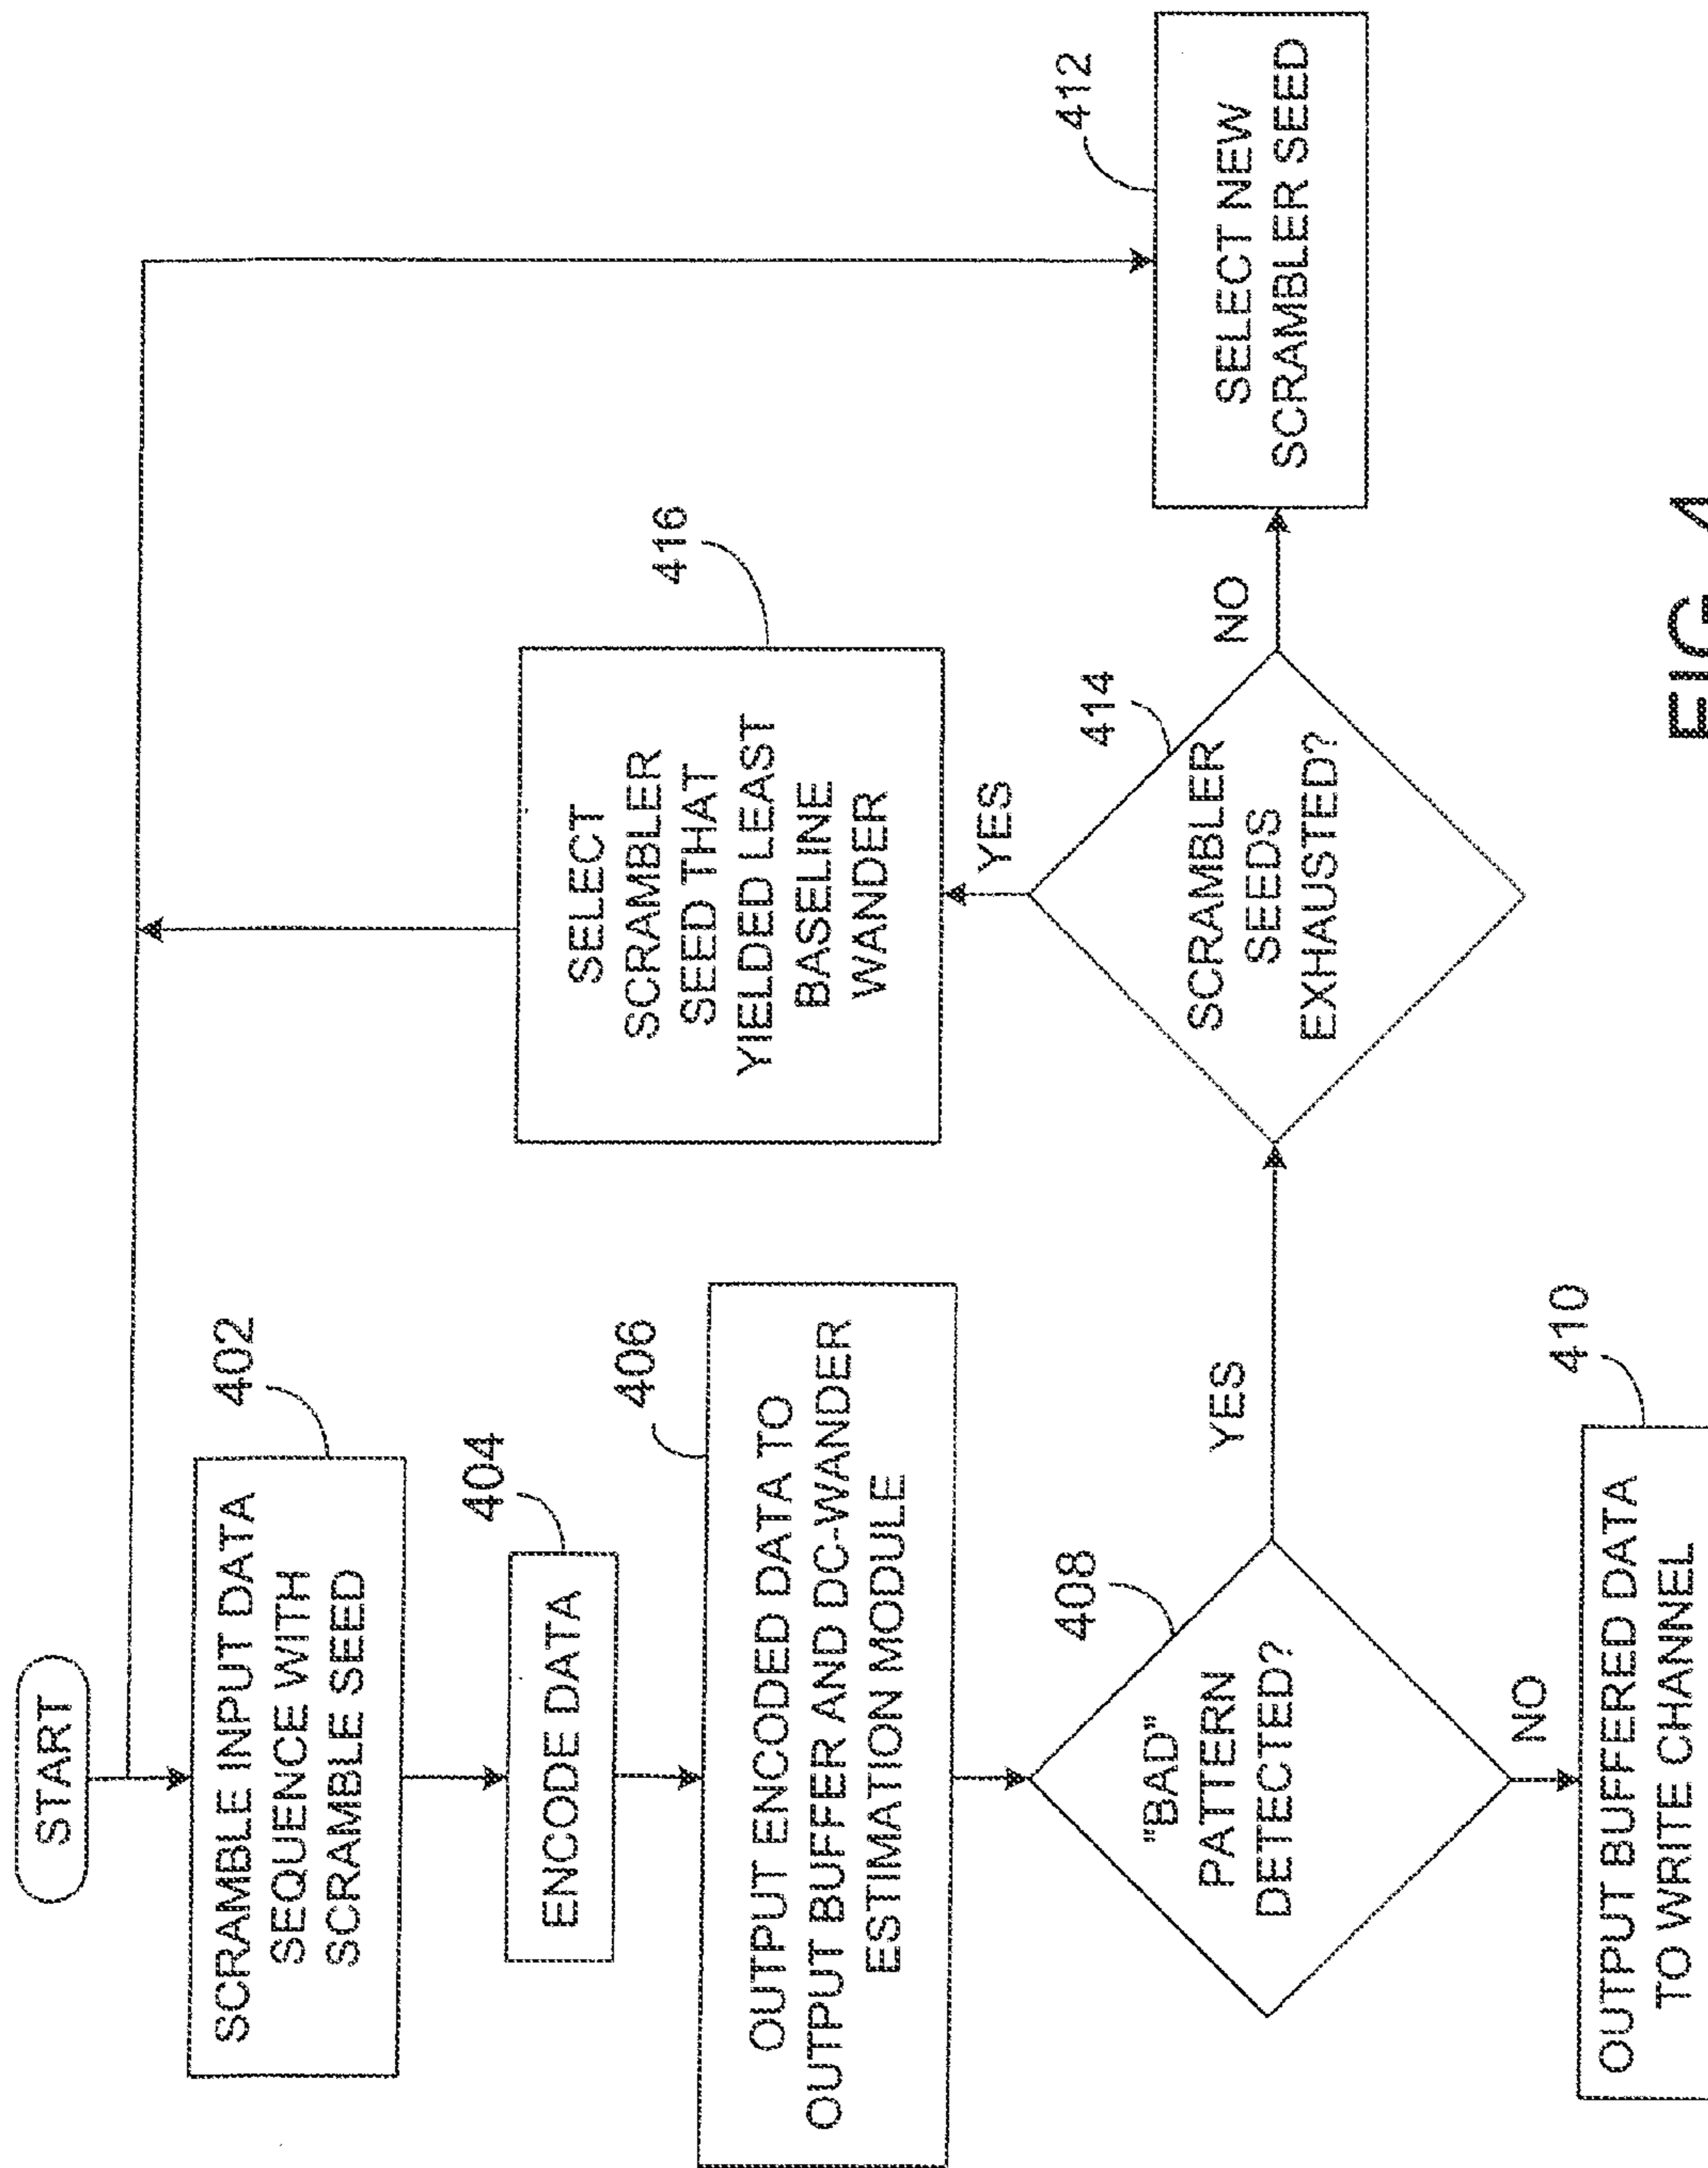 START
SCRAMBLE INPUT DATA
SEQUENCE WITH
SCRAMBLE SEED
402
ENCODE DATA
404
OUTPUT ENCODED DATA TO
OUTPUT BUFFER AND DC-WANDER
ESTIMATION MODULE
406
"BAD"
PATTERN
DETECTED?
408
YES
NO
OUTPUT BUFFERED DATA
TO WRITE CHANNEL
410
SCRAMBLER
SEEDS
EXHAUSTED?
414
YES
NO
SELECT
SCRAMBLER
SEED THAT
YIELDED LEAST
BASELINE
WANDER
416
SELECT NEW
SCRAMBLER SEED
412
FIG. 4